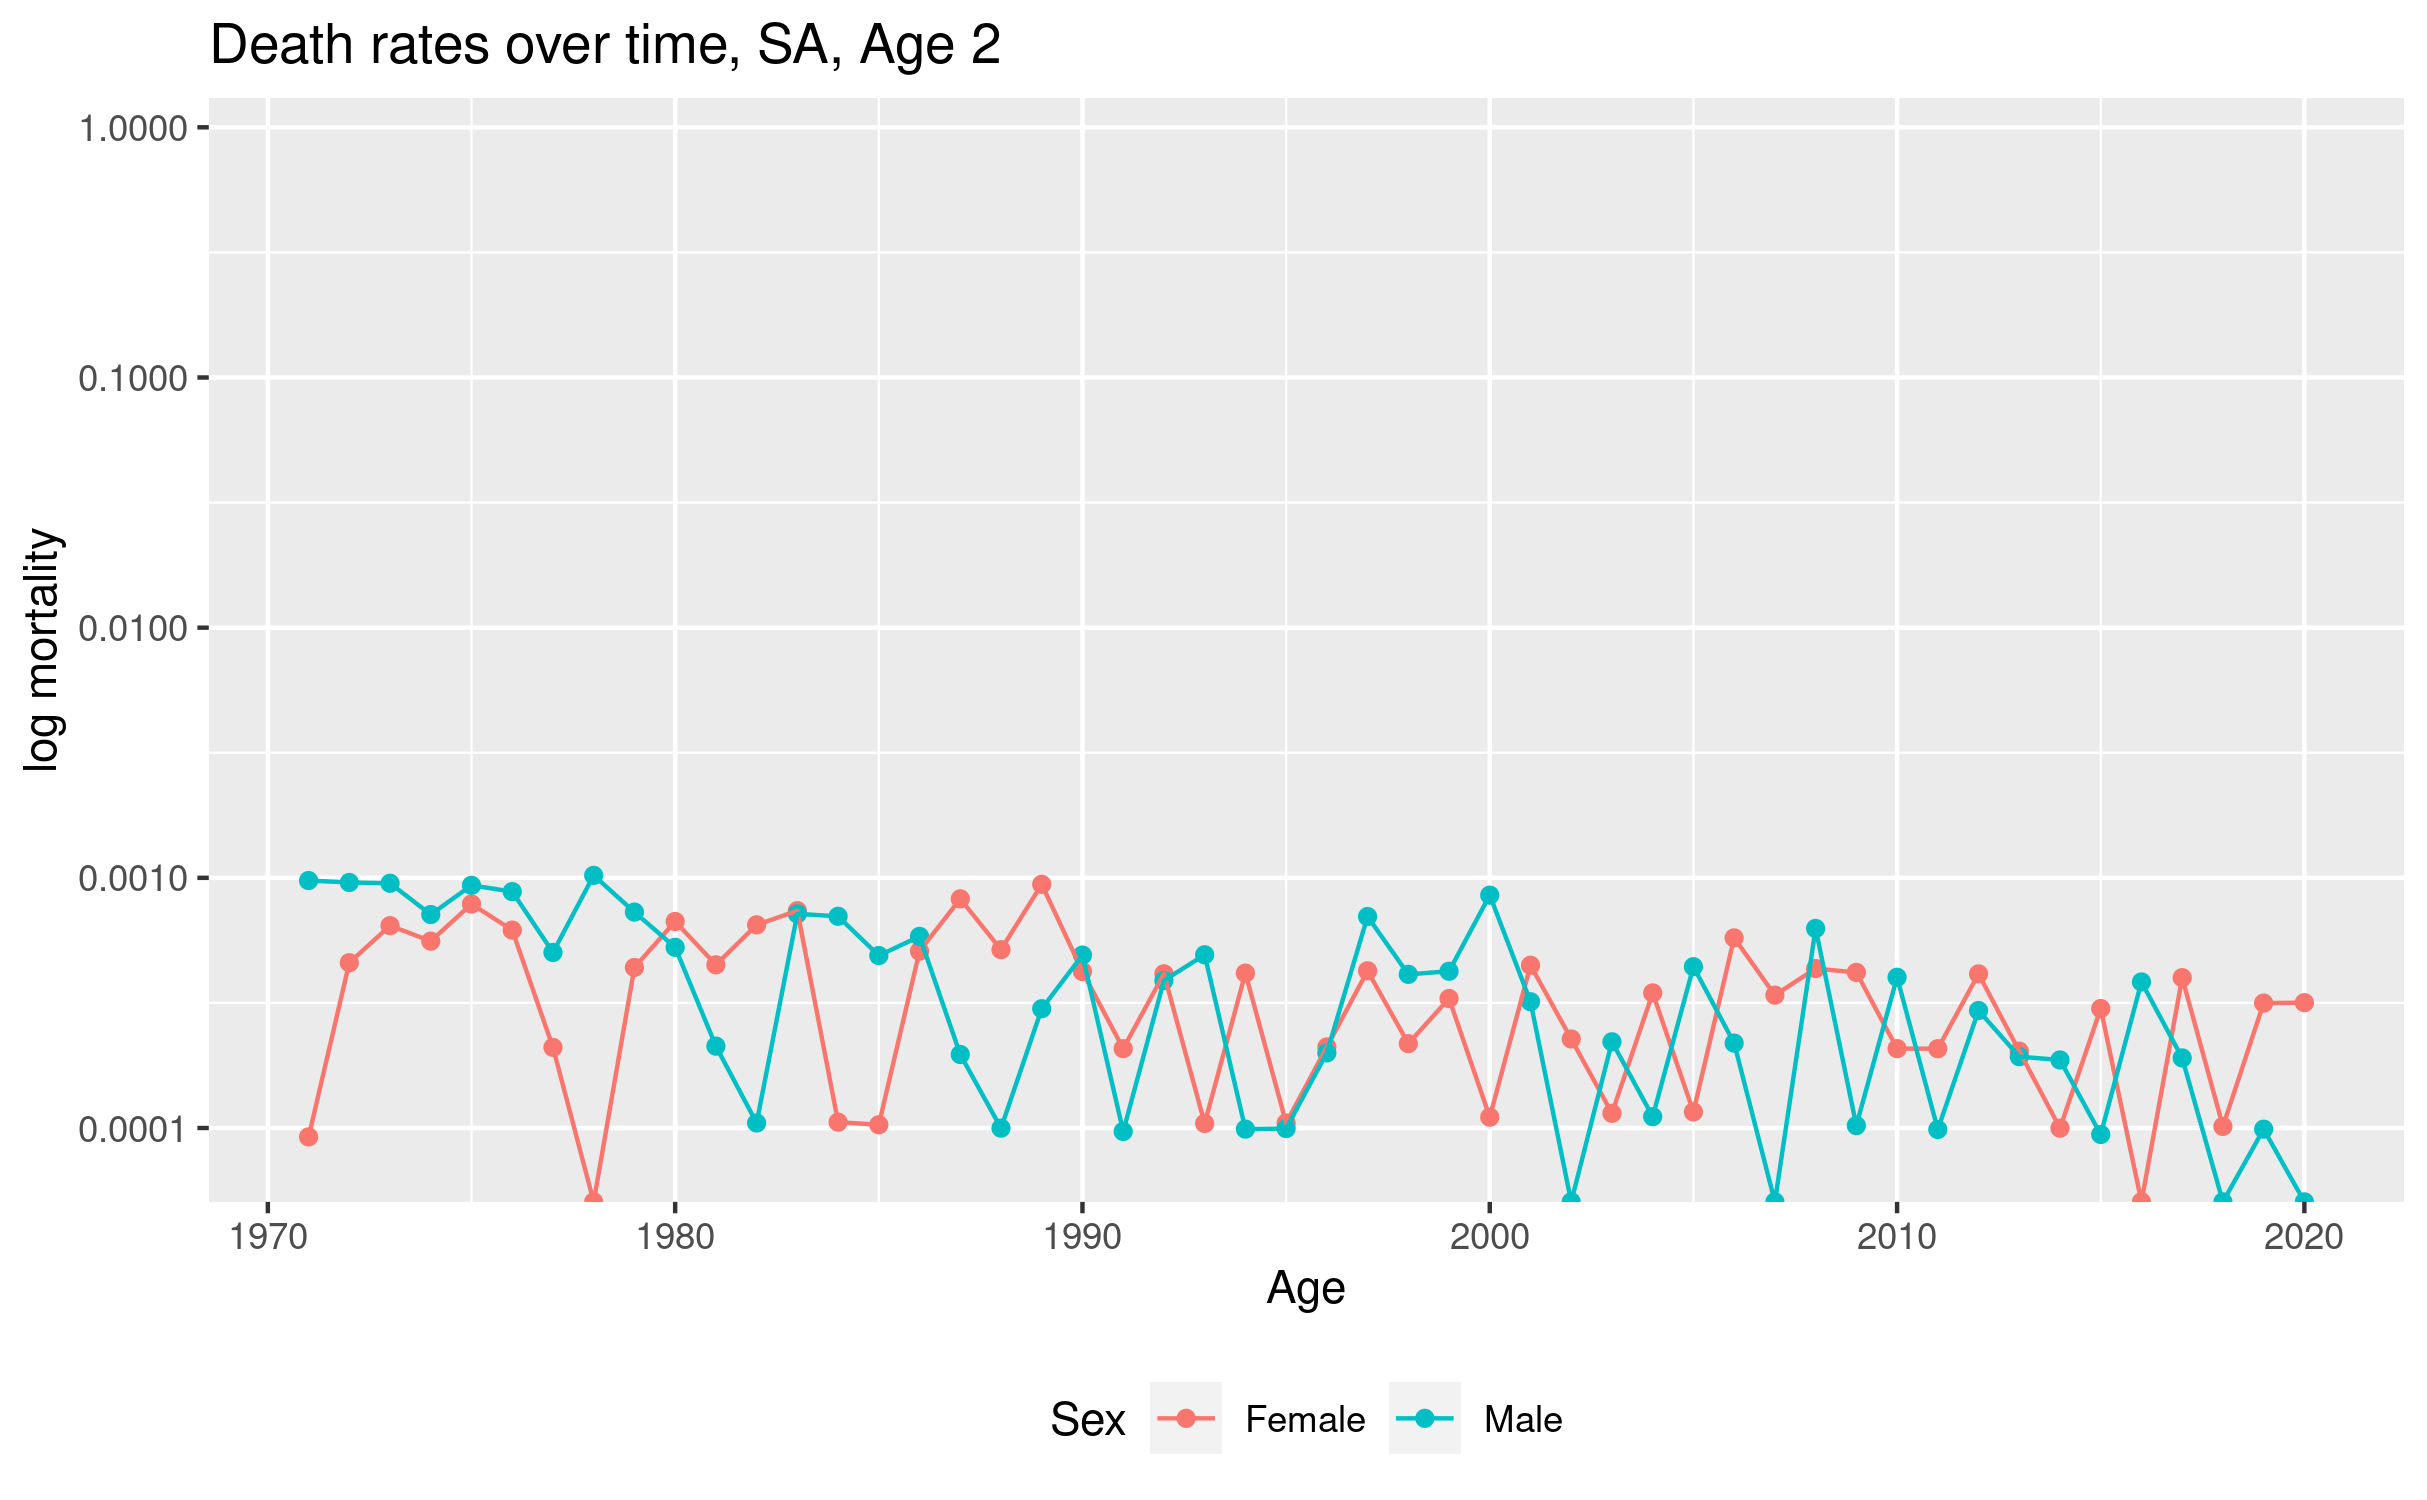 Death rates over time, SA, Age 2
log mortality
1.0000
0.1000
0.0100
0.0010
0.0001
1970 1980 1990 2000 2010 2020
Age
Sex Female Male